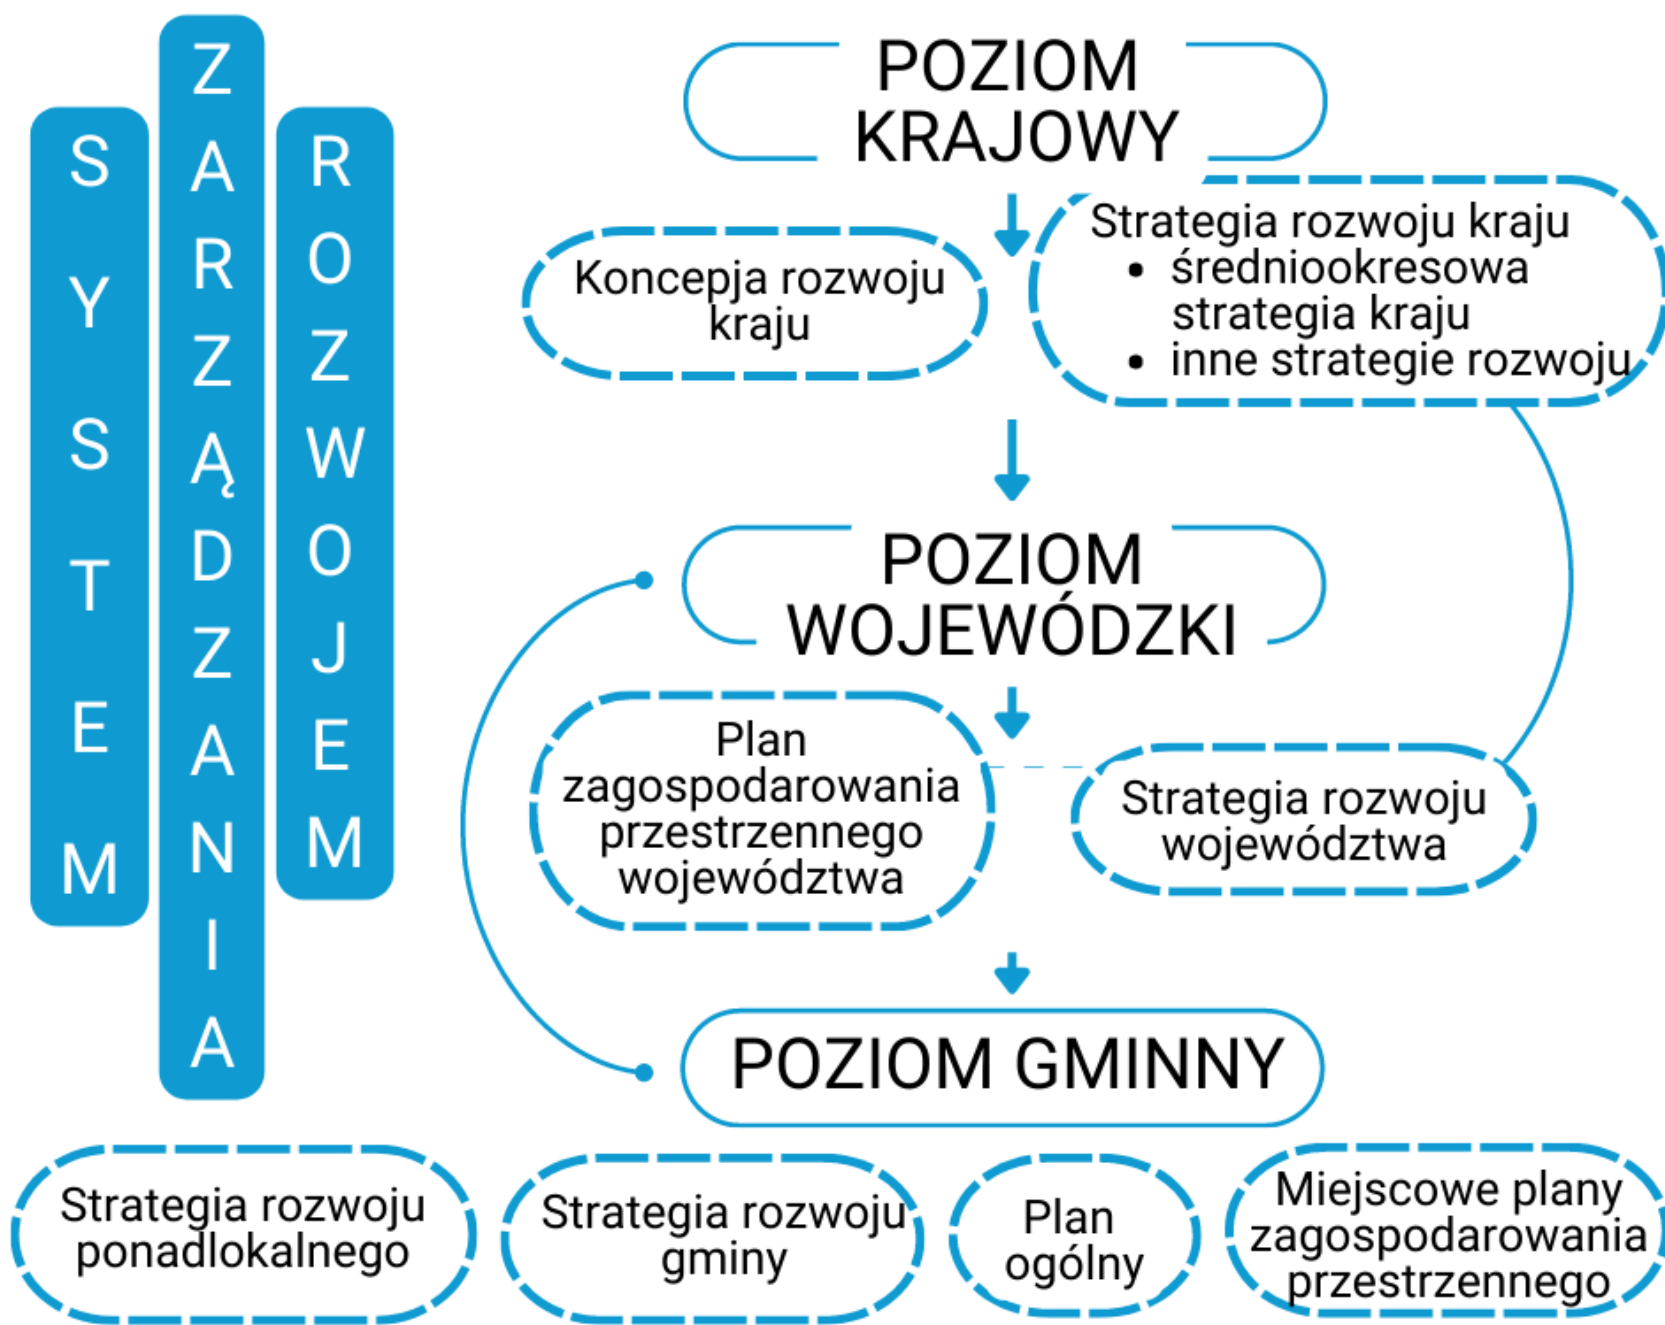 SYSTEM
ZARZĄDZANIA
ROZWOJEM
POZIOM
KRAJOWY
Koncepja rozwoju
kraju
Strategia rozwoju kraju
• średniookresowa
strategia kraju
• inne strategie rozwoju
POZIOM
WOJEWÓDZKI
Plan
zagospodarowania
przestrzennego
województwa
Strategia rozwoju
województwa
POZIOM GMINNY
Strategia rozwoju
ponadlokalnego
Strategia rozwoju
gminy
Plan
ogólny
Miejscowe plany
zagospodarowania
przestrzennego